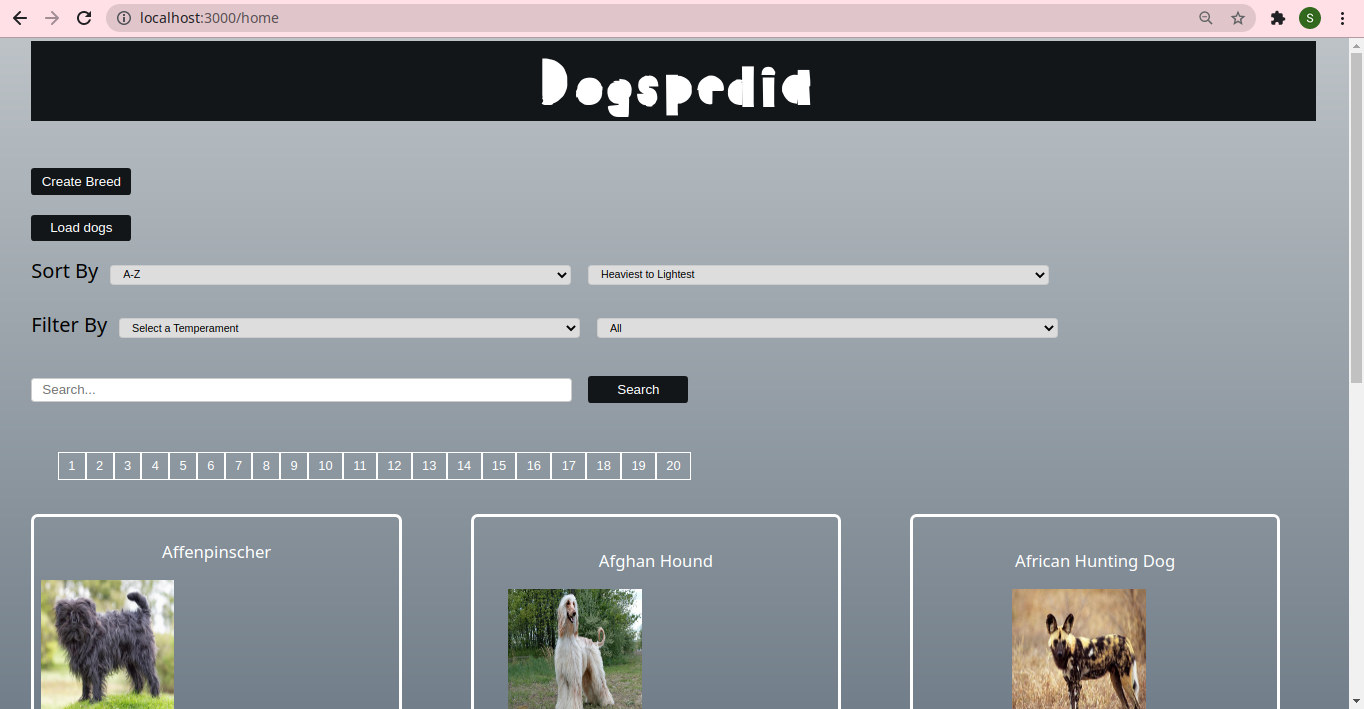 localhost:3000/home
S
Dogspedia
Create Breed
Load dogs
Sort By A-Z Heaviest to Lightest
Filter By Select a Temperament All
Search... Search
1 2 3 4 5 6 7 8 9 10 11 12 13 14 15 16 17 18 19 20
Affenpinscher Afghan Hound African Hunting Dog